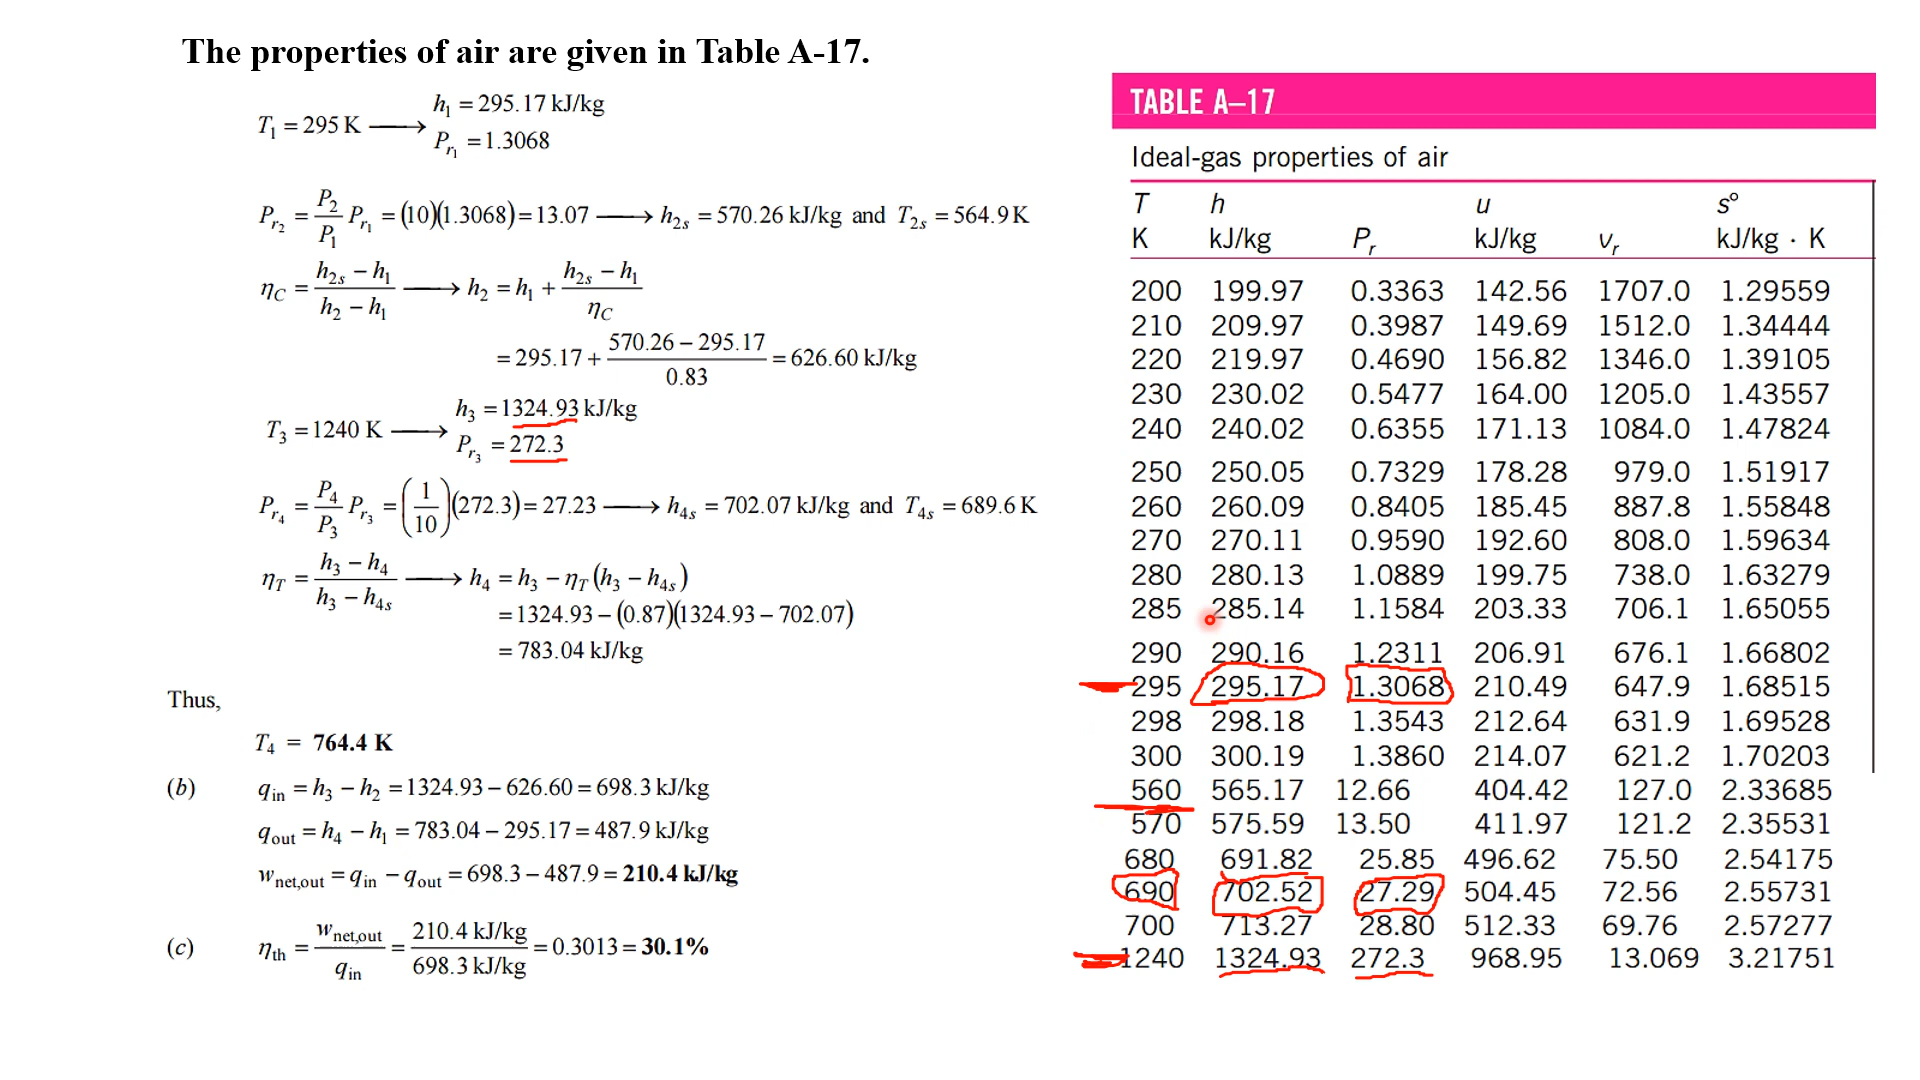 The properties of air are given in Table A-17.
T₁ = 295 K ⟶ h₁ = 295.17 kJ/kg
P_r₁ = 1.3068
P_r₂ = P₂/P₁ P_r₁ = (10)(1.3068) = 13.07 ⟶ h₂s = 570.26 kJ/kg and T₂s = 564.9 K
η_C = (h₂s − h₁)/(h₂ − h₁) ⟶ h₂ = h₁ + (h₂s − h₁)/η_C
= 295.17 + (570.26 − 295.17)/0.83 = 626.60 kJ/kg
T₃ = 1240 K ⟶ h₃ = 1324.93 kJ/kg
P_r₃ = 272.3
P_r₄ = P₄/P₃ P_r₃ = (1/10)(272.3) = 27.23 ⟶ h₄s = 702.07 kJ/kg and T₄s = 689.6 K
η_T = (h₃ − h₄)/(h₃ − h₄s) ⟶ h₄ = h₃ − η_T (h₃ − h₄s)
= 1324.93 − (0.87)(1324.93 − 702.07)
= 783.04 kJ/kg
Thus,
T₄ = 764.4 K
(b) q_in = h₃ − h₂ = 1324.93 − 626.60 = 698.3 kJ/kg
q_out = h₄ − h₁ = 783.04 − 295.17 = 487.9 kJ/kg
w_net,out = q_in − q_out = 698.3 − 487.9 = 210.4 kJ/kg
(c) η_th = w_net,out/q_in = 210.4 kJ/kg / 698.3 kJ/kg = 0.3013 = 30.1%
TABLE A–17
Ideal-gas properties of air
T h u s°
K kJ/kg P_r kJ/kg v_r kJ/kg · K
200 199.97 0.3363 142.56 1707.0 1.29559
210 209.97 0.3987 149.69 1512.0 1.34444
220 219.97 0.4690 156.82 1346.0 1.39105
230 230.02 0.5477 164.00 1205.0 1.43557
240 240.02 0.6355 171.13 1084.0 1.47824
250 250.05 0.7329 178.28 979.0 1.51917
260 260.09 0.8405 185.45 887.8 1.55848
270 270.11 0.9590 192.60 808.0 1.59634
280 280.13 1.0889 199.75 738.0 1.63279
285 285.14 1.1584 203.33 706.1 1.65055
290 290.16 1.2311 206.91 676.1 1.66802
295 295.17 1.3068 210.49 647.9 1.68515
298 298.18 1.3543 212.64 631.9 1.69528
300 300.19 1.3860 214.07 621.2 1.70203
560 565.17 12.66 404.42 127.0 2.33685
570 575.59 13.50 411.97 121.2 2.35531
680 691.82 25.85 496.62 75.50 2.54175
690 702.52 27.29 504.45 72.56 2.55731
700 713.27 28.80 512.33 69.76 2.57277
1240 1324.93 272.3 968.95 13.069 3.21751